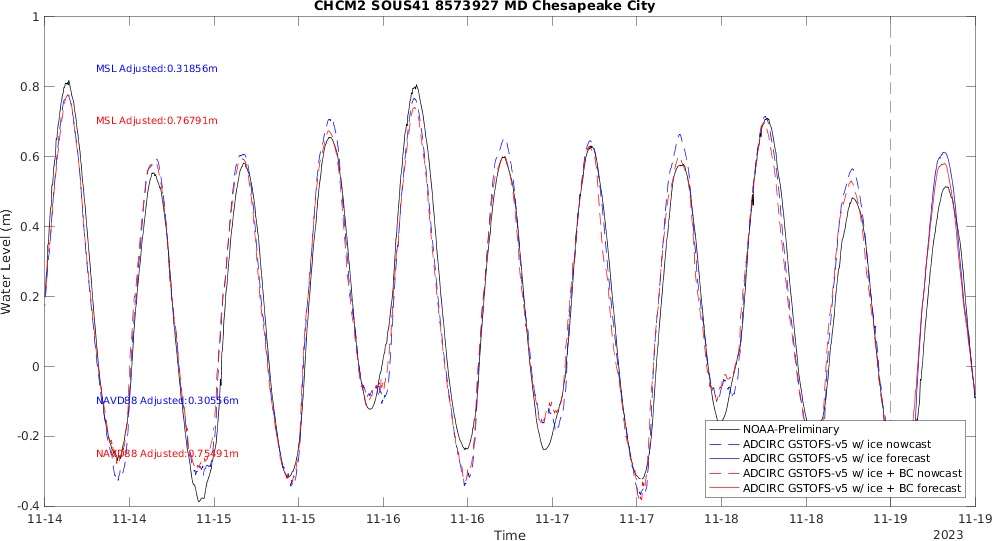 CHCM2 SOUS41 8573927 MD Chesapeake City
1
0.8
0.6
0.4
0.2
0
-0.2
-0.4
Water Level (m)
MSL Adjusted:0.31856m
MSL Adjusted:0.76791m
NAVD88 Adjusted:0.30556m
NAVD88 Adjusted:0.75491m
NOAA-Preliminary
ADCIRC GSTOFS-v5 w/ ice nowcast
ADCIRC GSTOFS-v5 w/ ice forecast
ADCIRC GSTOFS-v5 w/ ice + BC nowcast
ADCIRC GSTOFS-v5 w/ ice + BC forecast
11-14 11-14 11-15 11-15 11-16 11-16 11-17 11-17 11-18 11-18 11-19 11-19
Time
2023